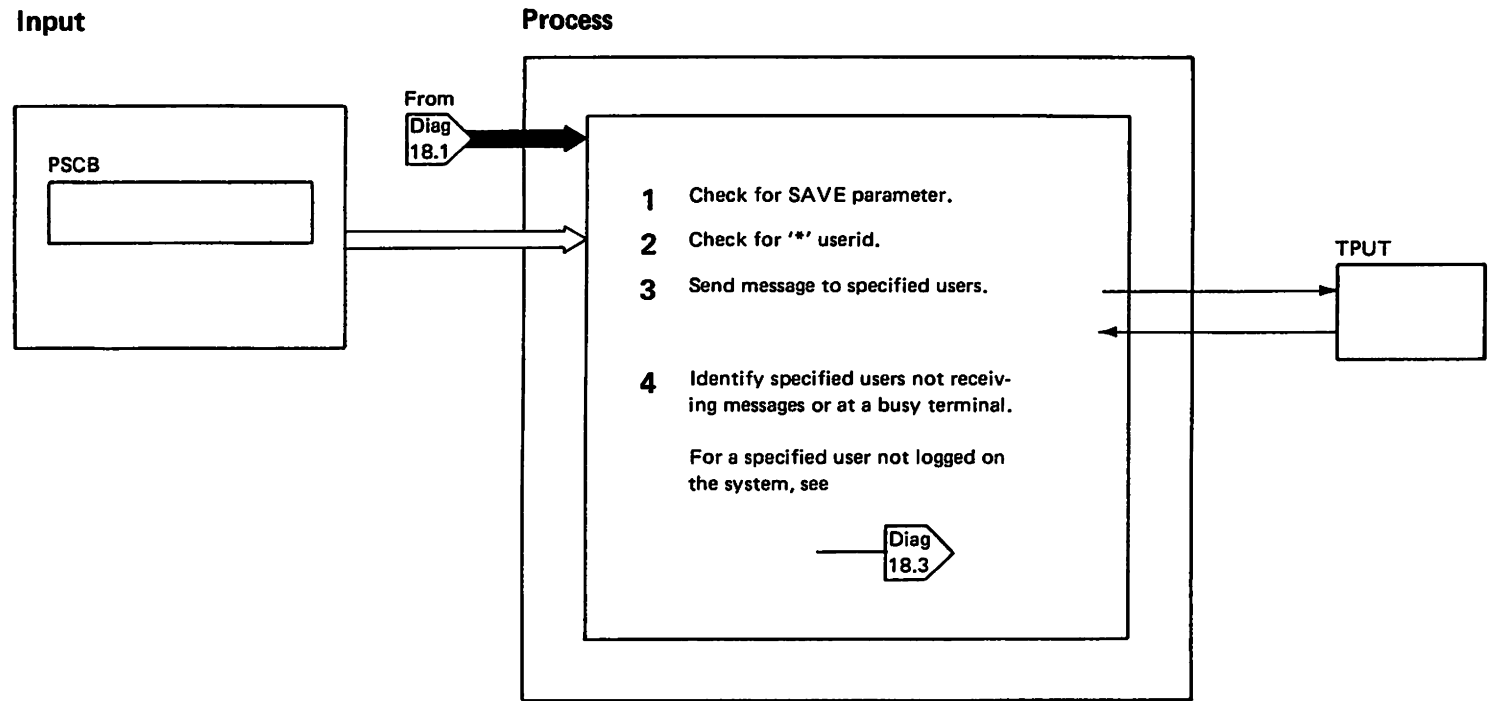 Input
Process
From
Diag
18.1
PSCB
1 Check for SAVE parameter.
2 Check for '*' userid.
3 Send message to specified users.
TPUT
4 Identify specified users not receiv-
ing messages or at a busy terminal.
For a specified user not logged on
the system, see
Diag
18.3